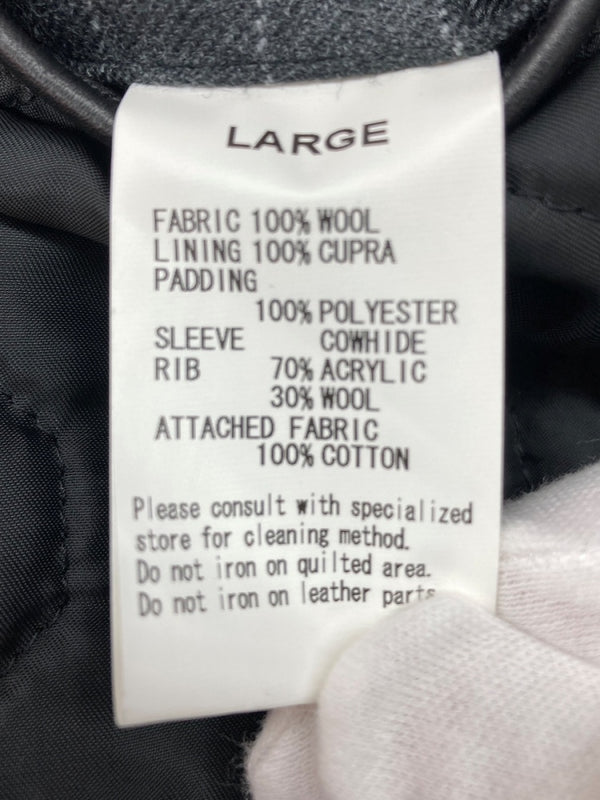 LARGE
FABRIC 100% WOOL
LINING 100% CUPRA
PADDING
100% POLYESTER
SLEEVE COWHIDE
RIB 70% ACRYLIC
30% WOOL
ATTACHED FABRIC
100% COTTON
Please consult with specialized
store for cleaning method.
Do not iron on quilted area.
Do not iron on leather parts